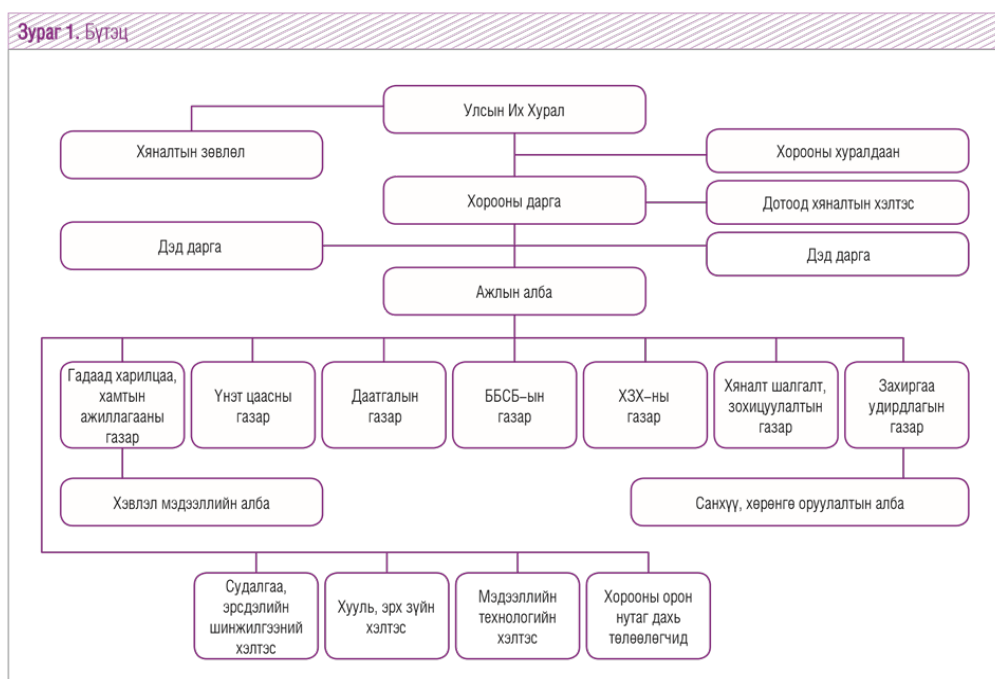 Зураг 1. Бүтэц
Улсын Их Хурал
Хяналтын зөвлөл
Хорооны хуралдаан
Хорооны дарга
Дотоод хяналтын хэлтэс
Дэд дарга
Дэд дарга
Ажлын алба
Гадаад харилцаа,
хамтын
ажиллагааны
газар
Үнэт цаасны
газар
Даатгалын
газар
ББСБ–ын
газар
ХЗХ–ны
газар
Хяналт шалгалт,
зохицуулалтын
газар
Захиргаа
удирдлагын
газар
Хэвлэл мэдээллийн алба
Санхүү, хөрөнгө оруулалтын алба
Судалгаа,
эрсдэлийн
шинжилгээний
хэлтэс
Хууль, эрх зүйн
хэлтэс
Мэдээллийн
технологийн
хэлтэс
Хорооны орон
нутаг дахь
төлөөлөгчид